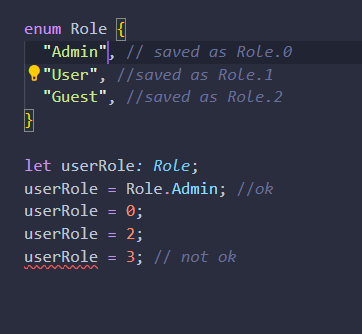 enum Role {
"Admin", // saved as Role.0
"User", //saved as Role.1
"Guest", //saved as Role.2
}
let userRole: Role;
userRole = Role.Admin; //ok
userRole = 0;
userRole = 2;
userRole = 3; // not ok